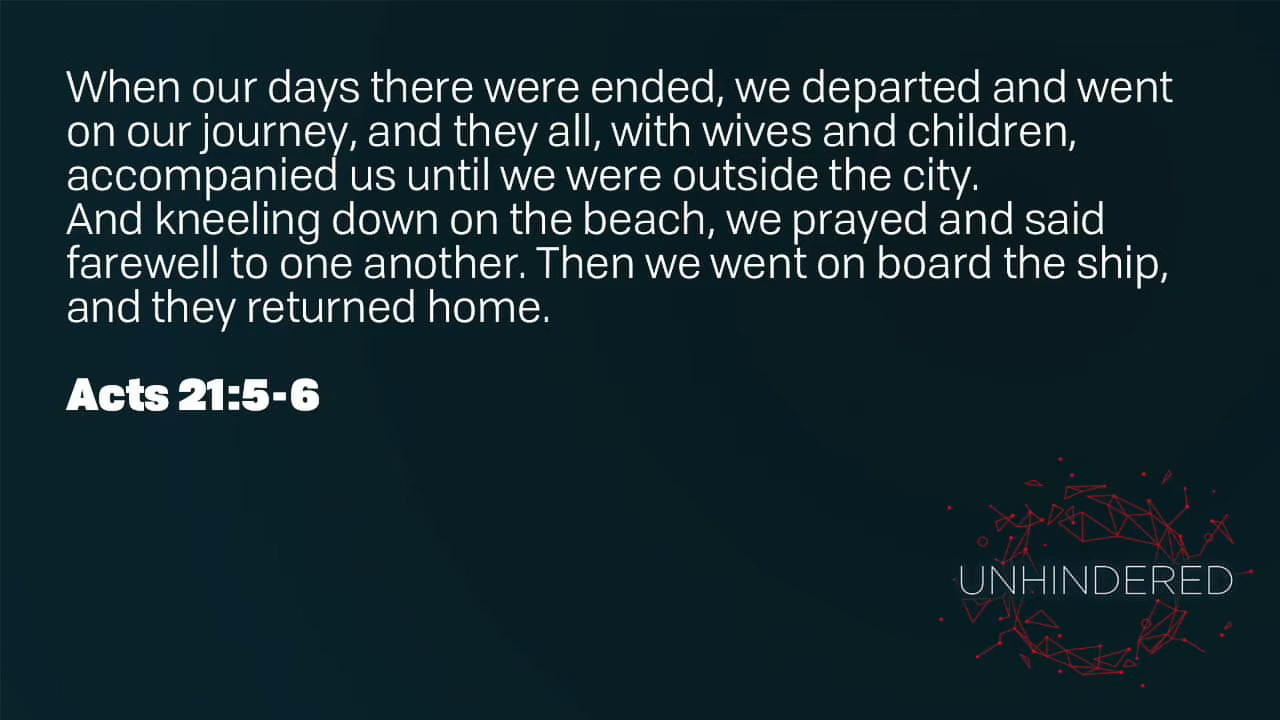 When our days there were ended, we departed and went
on our journey, and they all, with wives and children,
accompanied us until we were outside the city.
And kneeling down on the beach, we prayed and said
farewell to one another. Then we went on board the ship,
and they returned home.
Acts 21:5-6
UNHINDERED